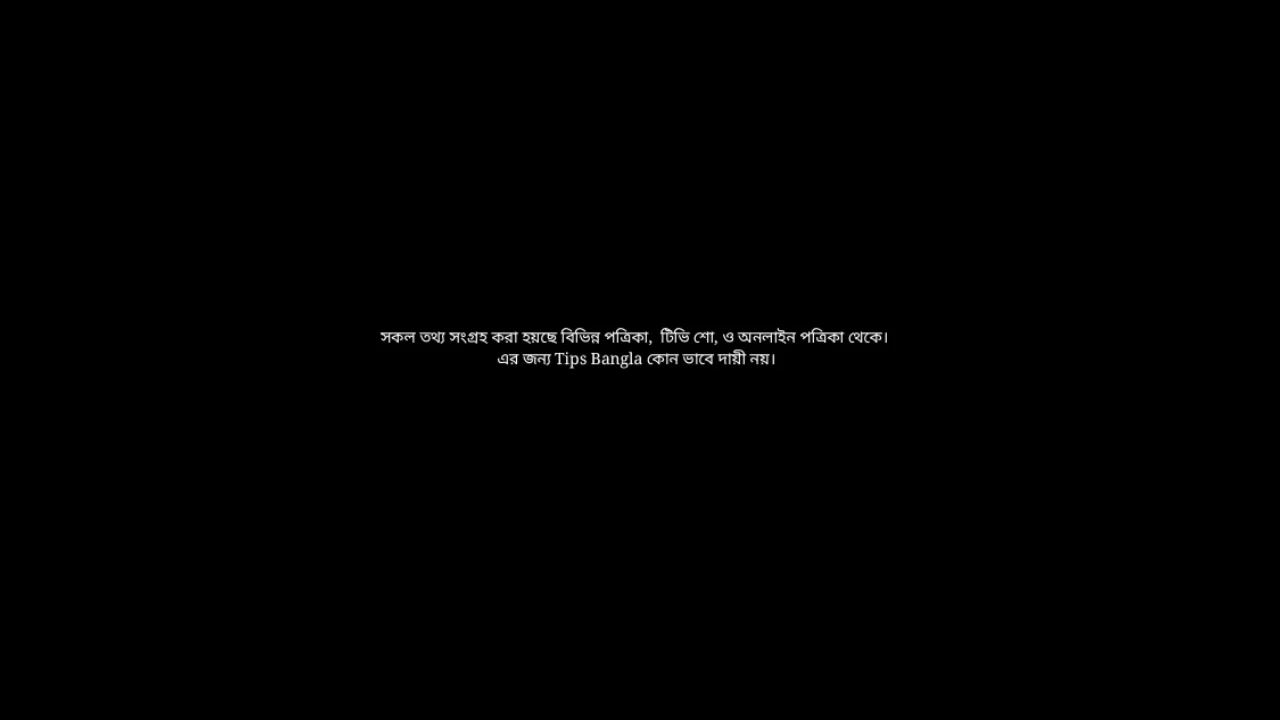 সকল তথ্য সংগ্রহ করা হয়ছে বিভিন্ন পত্রিকা,  টিভি শো, ও অনলাইন পত্রিকা থেকে।
এর জন্য Tips Bangla কোন ভাবে দায়ী নয়।